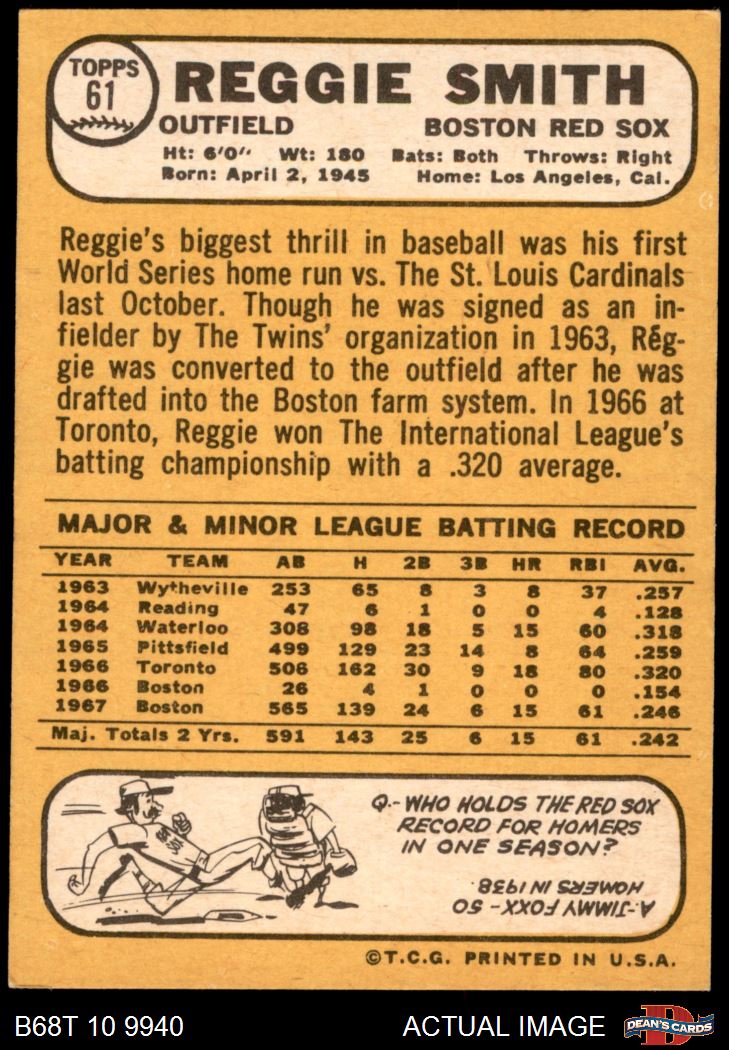 TOPPS
61
REGGIE SMITH
OUTFIELD BOSTON RED SOX
Ht: 6'0" Wt: 180 Bats: Both Throws: Right
Born: April 2, 1945 Home: Los Angeles, Cal.
Reggie's biggest thrill in baseball was his first
World Series home run vs. The St. Louis Cardinals
last October. Though he was signed as an in-
fielder by The Twins' organization in 1963, Reg-
gie was converted to the outfield after he was
drafted into the Boston farm system. In 1966 at
Toronto, Reggie won The International League's
batting championship with a .320 average.
MAJOR & MINOR LEAGUE BATTING RECORD
YEAR TEAM AB H 2B 3B HR RBI AVG.
1963 Wytheville 253 65 8 3 8 37 .257
1964 Reading 47 6 1 0 0 4 .128
1964 Waterloo 308 98 18 5 15 60 .318
1965 Pittsfield 499 129 23 14 8 64 .259
1966 Toronto 506 162 30 9 18 80 .320
1966 Boston 26 4 1 0 0 0 .154
1967 Boston 565 139 24 6 15 61 .246
Maj. Totals 2 Yrs. 591 143 25 6 15 61 .242
Q.-WHO HOLDS THE RED SOX
RECORD FOR HOMERS
IN ONE SEASON?
A.-JIMMY FOXX - 50
HOMERS IN 1938.
©T.C.G. PRINTED IN U.S.A.
B68T 10 9940 ACTUAL IMAGE
D
DEAN'S CARDS